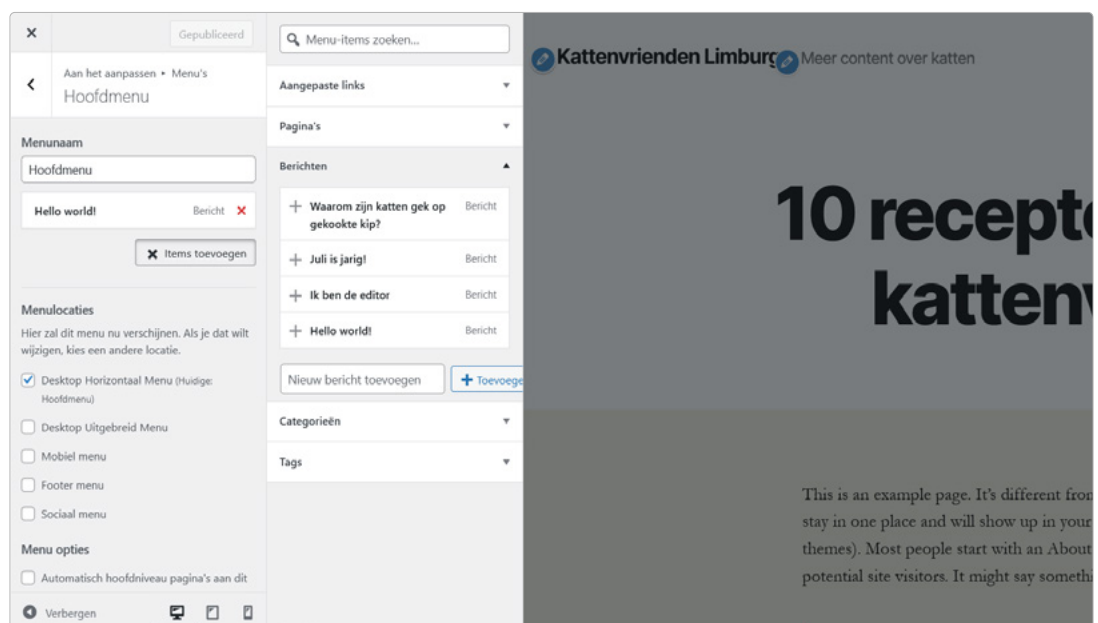 Gepubliceerd
Aan het aanpassen ▸ Menu's
Hoofdmenu
Menunaam
Hoofdmenu
Hello world! Bericht
Items toevoegen
Menulocaties
Hier zal dit menu nu verschijnen. Als je dat wilt
wijzigen, kies een andere locatie.
Desktop Horizontaal Menu (Huidige:
Hoofdmenu)
Desktop Uitgebreid Menu
Mobiel menu
Footer menu
Sociaal menu
Menu opties
Automatisch hoofdniveau pagina's aan dit
Verbergen
Menu-items zoeken...
Aangepaste links
Pagina's
Berichten
Waarom zijn katten gek op Bericht
gekookte kip?
Juli is jarig! Bericht
Ik ben de editor Bericht
Hello world! Bericht
Nieuw bericht toevoegen + Toevoege
Categorieën
Tags
Kattenvrienden Limburg Meer content over katten
10 recept
katten
This is an example page. It's different from
stay in one place and will show up in your
themes). Most people start with an About
potential site visitors. It might say somethi